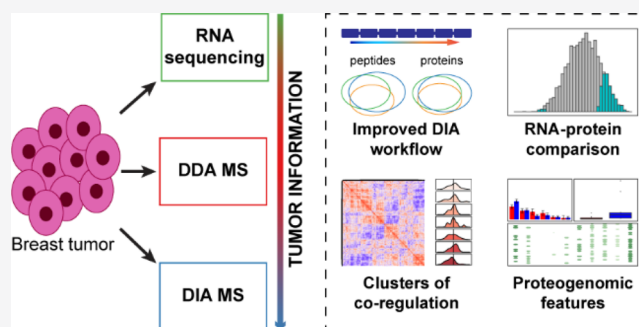 RNA
sequencing
DDA MS
DIA MS
Breast tumor
TUMOR INFORMATION
peptides proteins
Improved DIA
workflow
RNA-protein
comparison
Clusters of
co-regulation
Proteogenomic
features